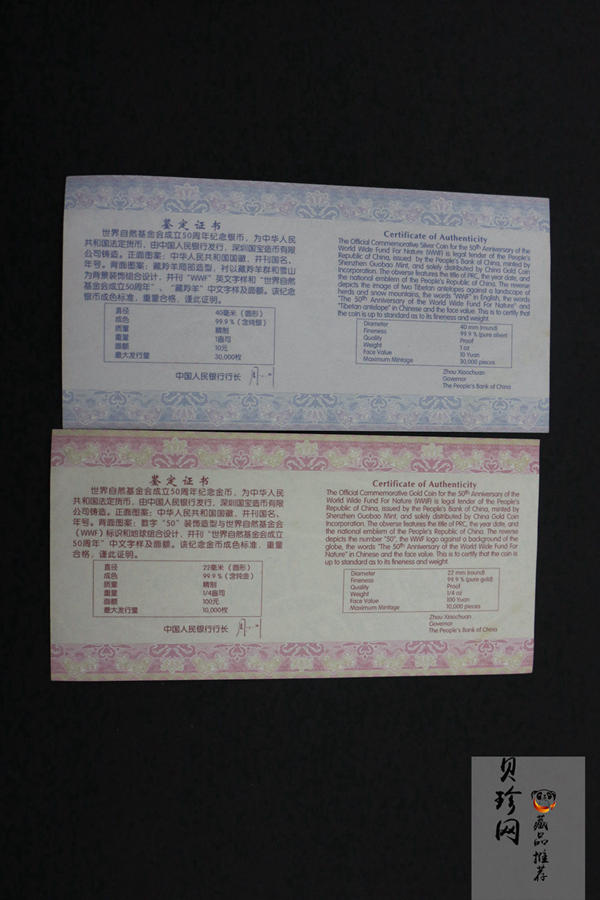 鉴定证书
世界自然基金会成立50周年纪念银币，为中华人民
共和国法定货币，由中国人民银行发行，深圳国宝造币有限
公司铸造。正面图案：中华人民共和国国徽，并刊国名、
年号。背面图案：藏羚羊局部造型，衬以藏羚羊群和雪山
为背景装饰组合设计，并刊“WWF”英文字样和“世界自然
基金会成立50周年”、“藏羚羊”中文字样及面额。该纪念
银币成色标准，重量合格，谨此证明。
直径 40毫米（圆形）
成色 99.9％（含纯银）
质量 精制
重量 1盎司
面额 10元
最大发行量 30,000枚
中国人民银行行长
Certificate of Authenticity
The Official Commemorative Silver Coin for the 50th Anniversary of the
World Wide Fund For Nature (WWF) is legal tender of the People's
Republic of China, issued by the People's Bank of China, minted by
Shenzhen Guobao Mint, and solely distributed by China Gold Coin
Incorporation. The obverse features the title of PRC, the year date, and
the national emblem of the People's Republic of China. The reverse
depicts the image of two Tibetan antelopes against a landscape of
herds and snow mountains, the words "WWF" in English, the words
"The 50th Anniversary of the World Wide Fund For Nature" and
"Tibetan antelope" in Chinese and the face value. This is to certify that
the coin is up to standard as to its fineness and weight
Diameter 40 mm (round)
Fineness 99.9 % (pure silver)
Quality Proof
Weight 1 oz
Face Value 10 Yuan
Maximum Mintage 30,000 pieces
Zhou Xiaochuan
Governor
The People's Bank of China
鉴定证书
世界自然基金会成立50周年纪念金币，为中华人民
共和国法定货币，由中国人民银行发行，深圳国宝造币有限
公司铸造。正面图案：中华人民共和国国徽，并刊国名、
年号。背面图案：数字“50”装饰造型与世界自然基金会
（WWF）标识和地球组合设计，并刊“世界自然基金会成立
50周年”中文字样及面额。该纪念金币成色标准，重量
合格，谨此证明。
直径 22毫米（圆形）
成色 99.9％（含纯金）
质量 精制
重量 1/4盎司
面额 100元
最大发行量 10,000枚
中国人民银行行长
Certificate of Authenticity
The Official Commemorative Gold Coin for the 50th Anniversary of the
World Wide Fund For Nature (WWF) is legal tender of the People's
Republic of China, issued by the People's Bank of China, minted by
Shenzhen Guobao Mint, and solely distributed by China Gold Coin
Incorporation. The obverse features the title of PRC, the year date, and
the national emblem of the People's Republic of China. The reverse
depicts the number "50", the WWF logo against a background of the
globe, the words "The 50th Anniversary of the World Wide Fund For
Nature" in Chinese and the face value. This is to certify that the coin is
up to standard as to its fineness and weight
Diameter 22 mm (round)
Fineness 99.9 % (pure gold)
Quality Proof
Weight 1/4 oz
Face Value 100 Yuan
Maximum Mintage 10,000 pieces
Zhou Xiaochuan
Governor
The People's Bank of China
贝珍网
藏品推荐